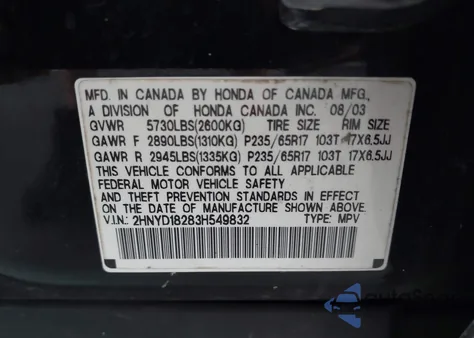 MFD. IN CANADA BY HONDA OF CANADA MFG.,
A DIVISION OF HONDA CANADA INC. 08/03
GVWR 5730LBS(2600KG) TIRE SIZE RIM SIZE
GAWR F 2890LBS(1310KG) P235/65R17 103T 17X6.5JJ
GAWR R 2945LBS(1335KG) P235/65R17 103T 17X6.5JJ
THIS VEHICLE CONFORMS TO ALL APPLICABLE
FEDERAL MOTOR VEHICLE SAFETY
AND THEFT PREVENTION STANDARDS IN EFFECT
ON THE DATE OF MANUFACTURE SHOWN ABOVE
V.I.N.: 2HNYD18283H549832 TYPE: MPV